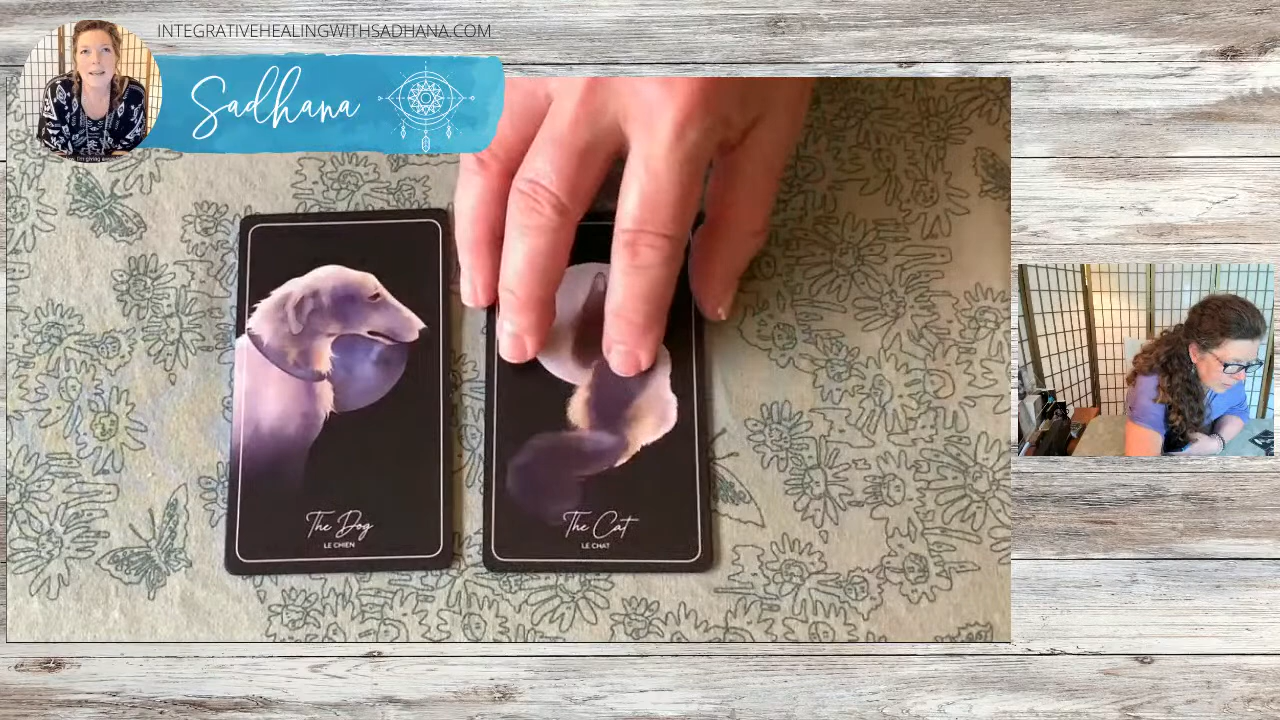 INTEGRATIVEHEALINGWITHSADHANA.COM
Sadhana
The Dog
LE CHIEN
The Cat
LE CHAT